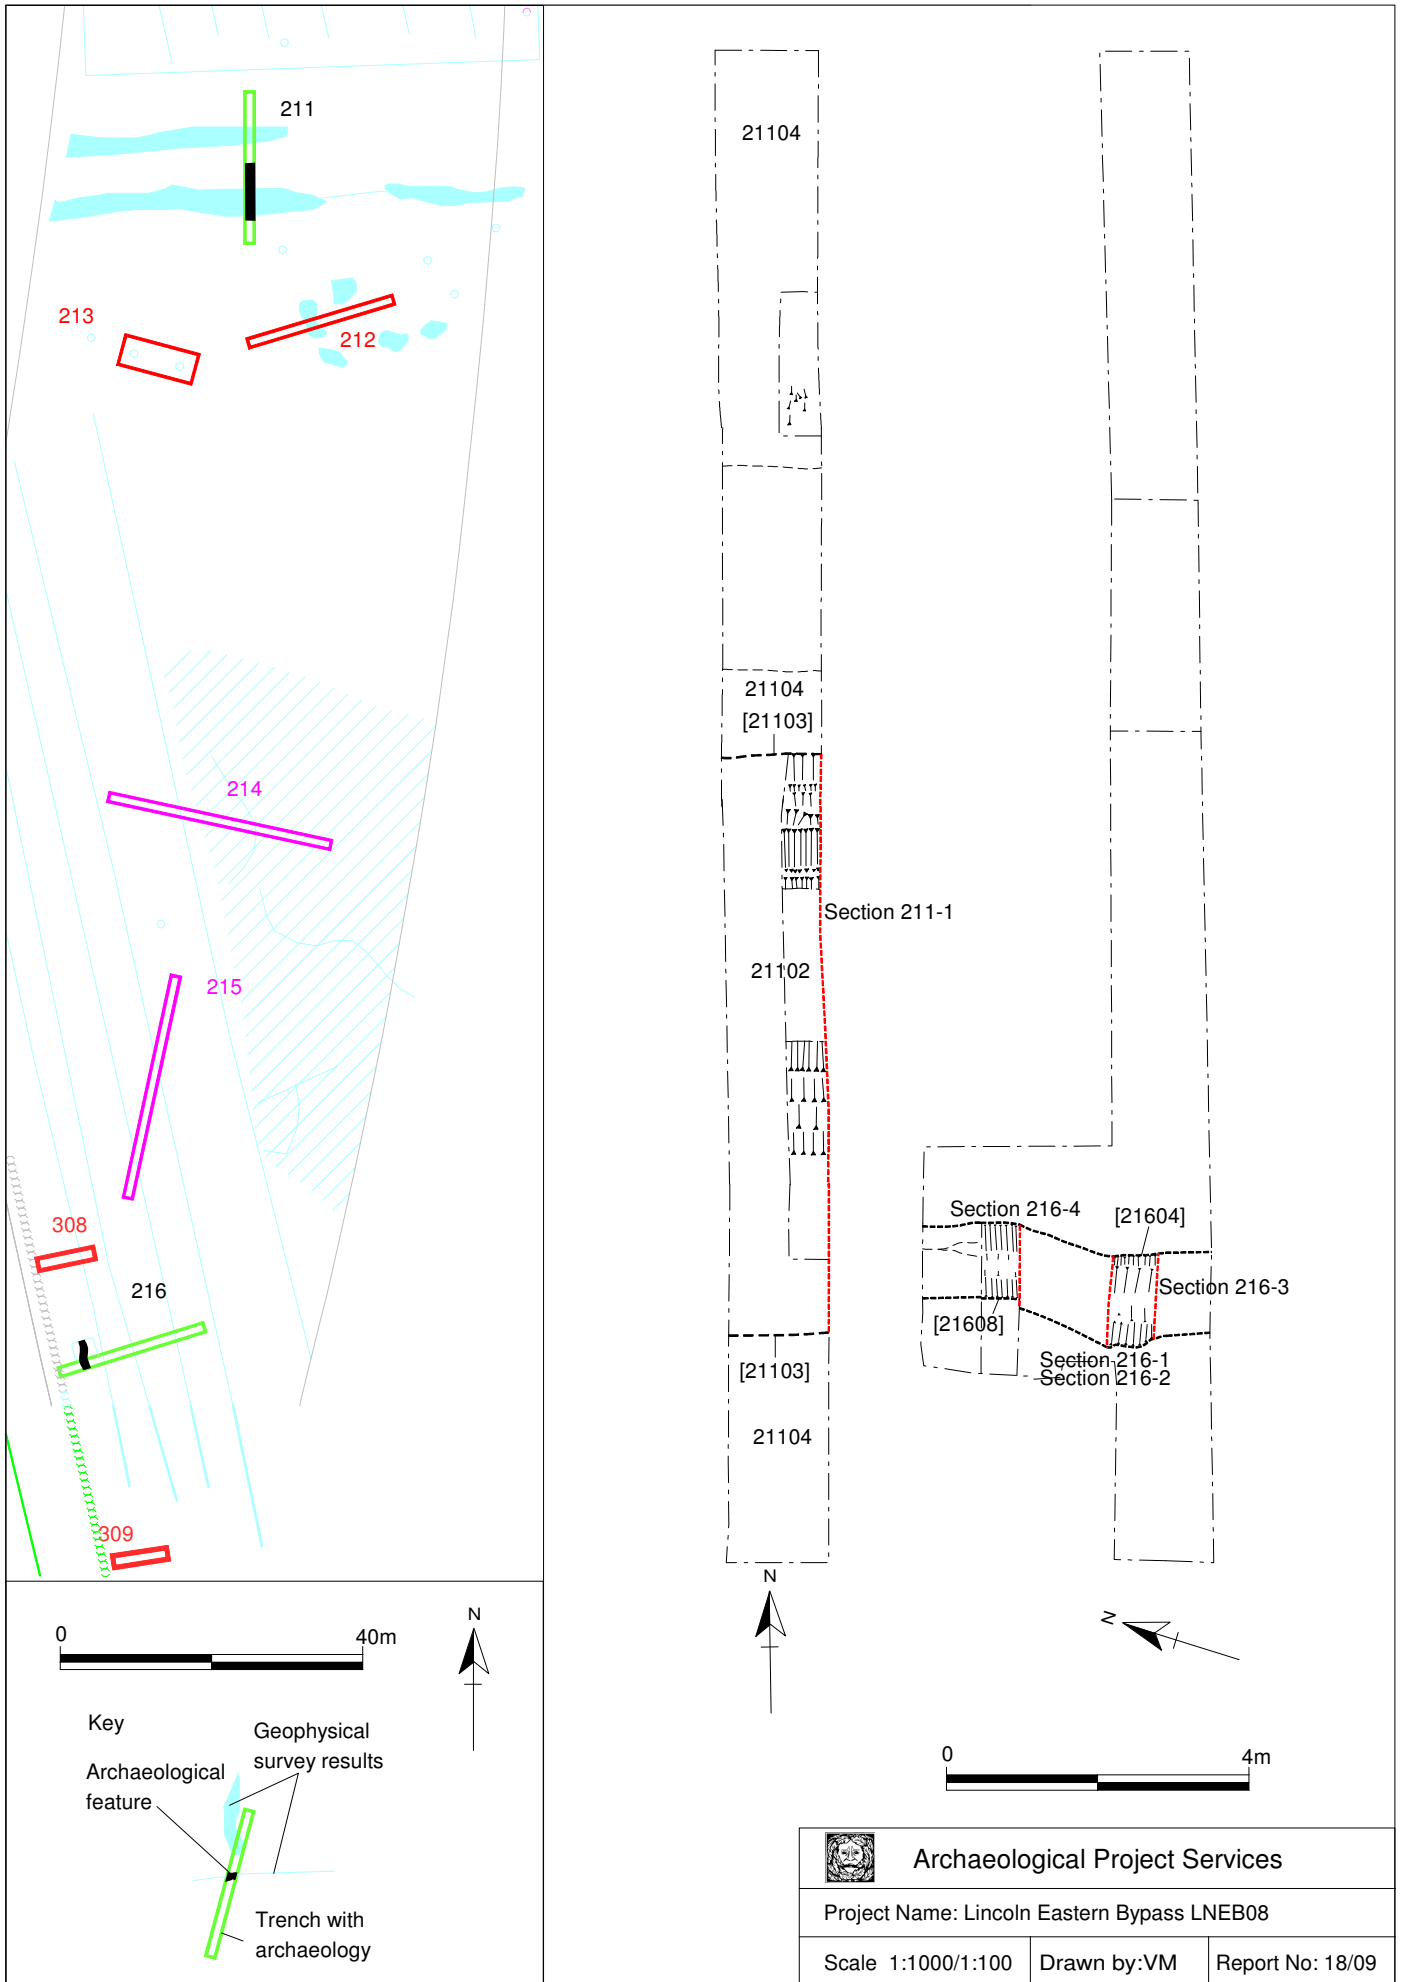 211
213
212
214
215
308
216
309
21104
21104
[21103]
Section 211-1
21102
[21103]
21104
Section 216-4
[21604]
Section 216-3
[21608]
Section 216-1
Section 216-2
N
N
0 40m
N
Key
Geophysical
survey results
Archaeological
feature
Trench with
archaeology
0 4m
Archaeological Project Services
Project Name: Lincoln Eastern Bypass LNEB08
Scale 1:1000/1:100
Drawn by:VM
Report No: 18/09